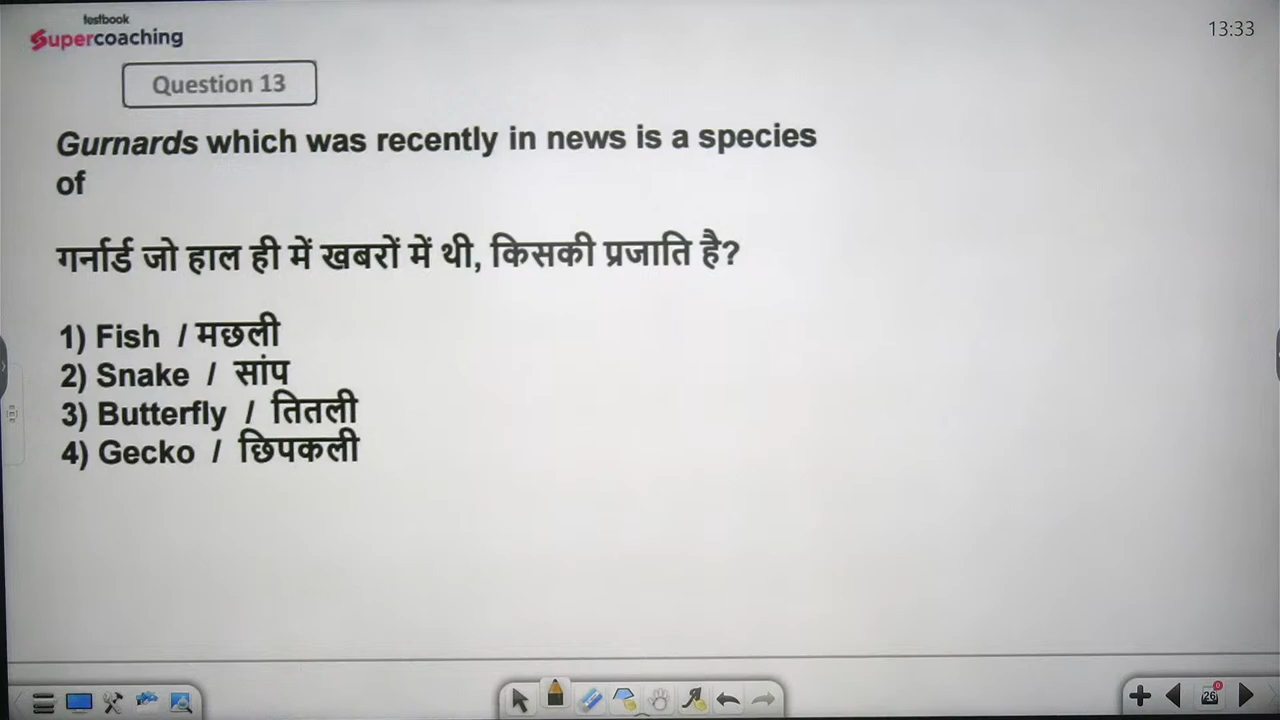 testbook
Supercoaching
13:33
Question 13
Gurnards which was recently in news is a species
of
गर्नार्ड जो हाल ही में खबरों में थी, किसकी प्रजाति है?
1) Fish / मछली
2) Snake / सांप
3) Butterfly / तितली
4) Gecko / छिपकली
26